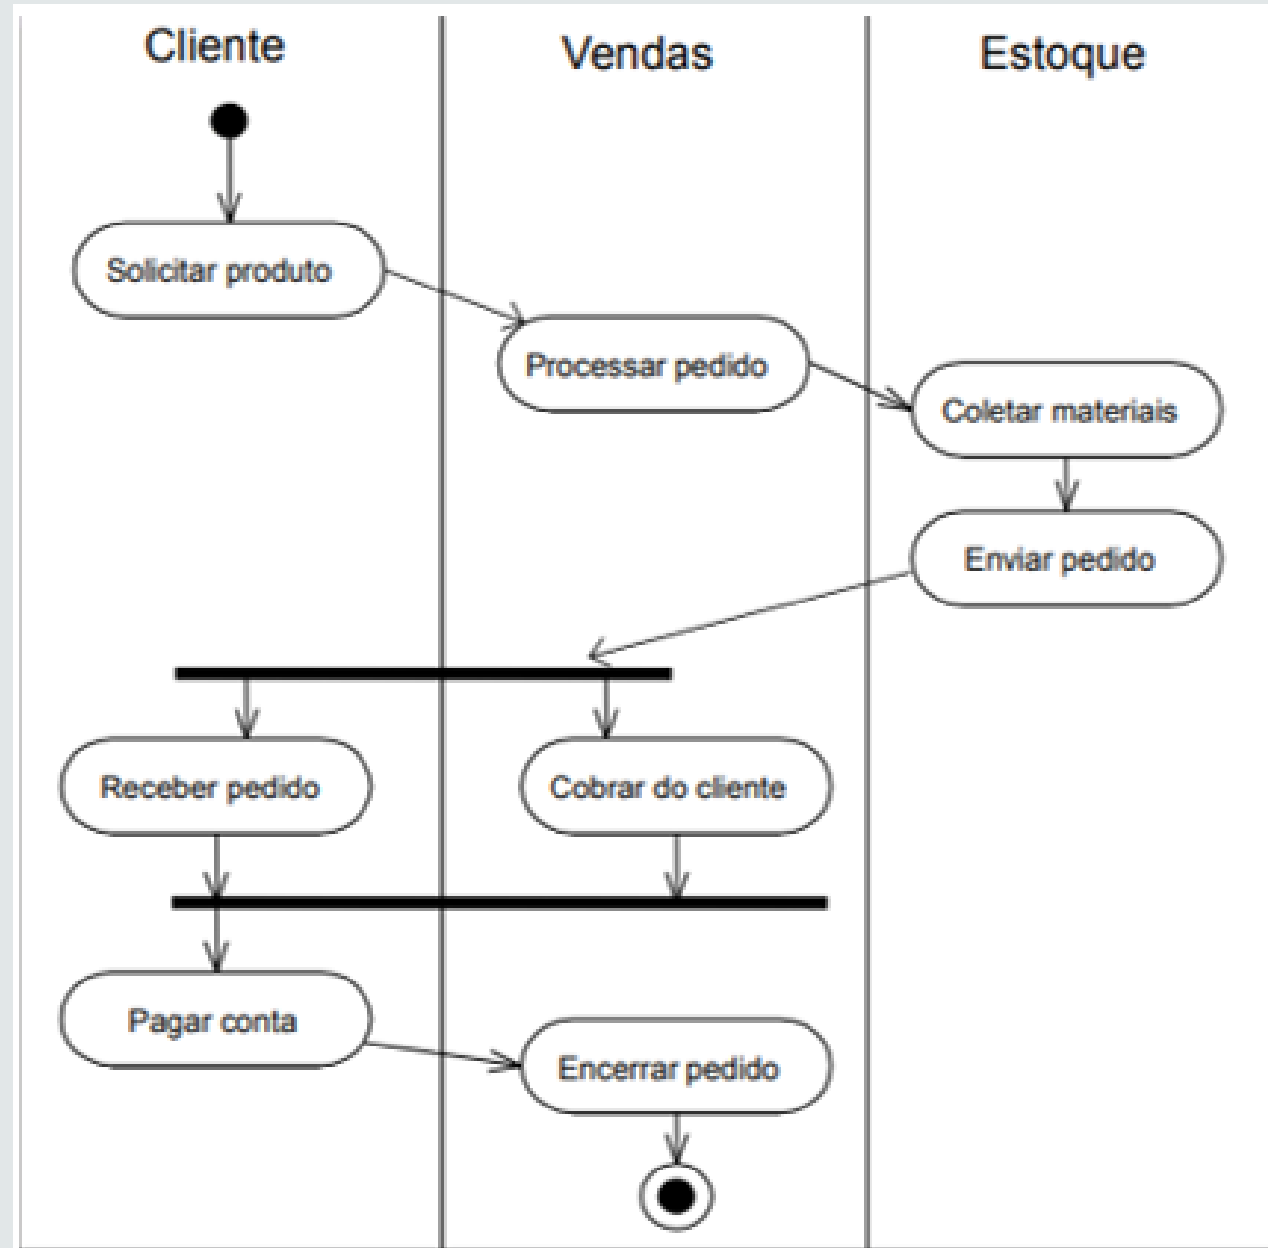 Cliente
Vendas
Estoque
Solicitar produto
Processar pedido
Coletar materiais
Enviar pedido
Receber pedido
Cobrar do cliente
Pagar conta
Encerrar pedido